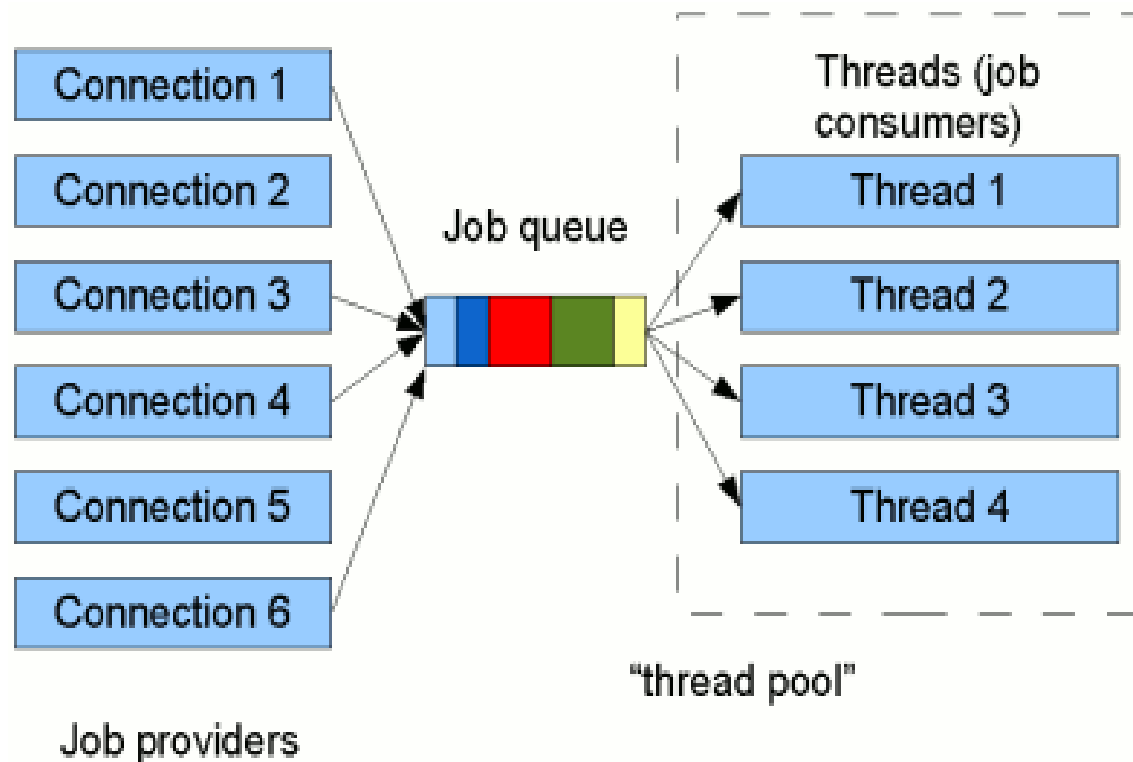 Connection 1
Connection 2
Connection 3
Connection 4
Connection 5
Connection 6
Job providers
Job queue
Threads (job
consumers)
Thread 1
Thread 2
Thread 3
Thread 4
“thread pool”